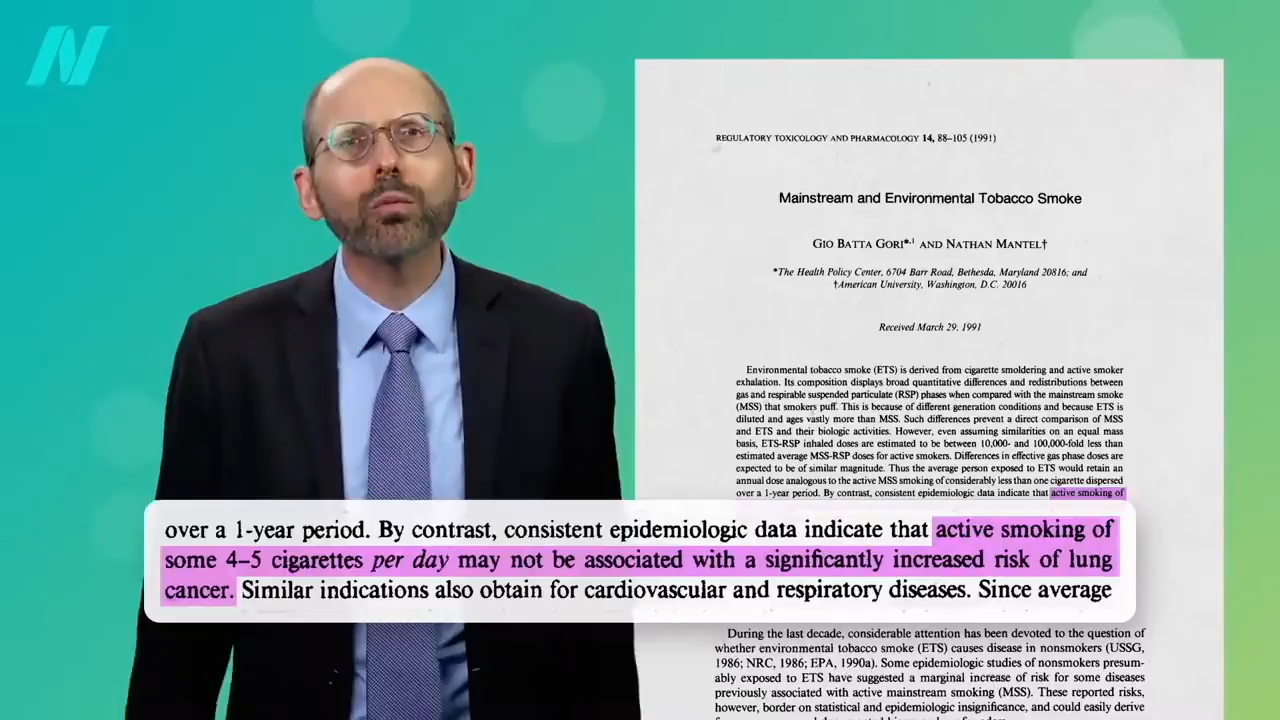 REGULATORY TOXICOLOGY AND PHARMACOLOGY 14, 88–105 (1991)
Mainstream and Environmental Tobacco Smoke
GIO BATTA GORI*,1 AND NATHAN MANTEL†
*The Health Policy Center, 6704 Barr Road, Bethesda, Maryland 20816; and
†American University, Washington, D.C. 20016
Received March 29, 1991
Environmental tobacco smoke (ETS) is derived from cigarette smoldering and active smoker
exhalation. Its composition displays broad quantitative differences and redistributions between
gas and respirable suspended particulate (RSP) phases when compared with the mainstream smoke
(MSS) that smokers puff. This is because of different generation conditions and because ETS is
diluted and ages vastly more than MSS. Such differences prevent a direct comparison of MSS
and ETS and their biologic activities. However, even assuming similarities on an equal mass
basis, ETS-RSP inhaled doses are estimated to be between 10,000- and 100,000-fold less than
estimated average MSS-RSP doses for active smokers. Differences in effective gas phase doses are
expected to be of similar magnitude. Thus the average person exposed to ETS would retain an
annual dose analogous to the active MSS smoking of considerably less than one cigarette dispersed
over a 1-year period. By contrast, consistent epidemiologic data indicate that active smoking of
over a 1-year period. By contrast, consistent epidemiologic data indicate that active smoking of
some 4–5 cigarettes per day may not be associated with a significantly increased risk of lung
cancer. Similar indications also obtain for cardiovascular and respiratory diseases. Since average
During the last decade, considerable attention has been devoted to the question of
whether environmental tobacco smoke (ETS) causes disease in nonsmokers (USSG,
1986; NRC, 1986; EPA, 1990a). Some epidemiologic studies of nonsmokers presum-
ably exposed to ETS have suggested a marginal increase of risk for some diseases
previously associated with active mainstream smoking (MSS). These reported risks,
however, border on statistical and epidemiologic insignificance, and could easily derive